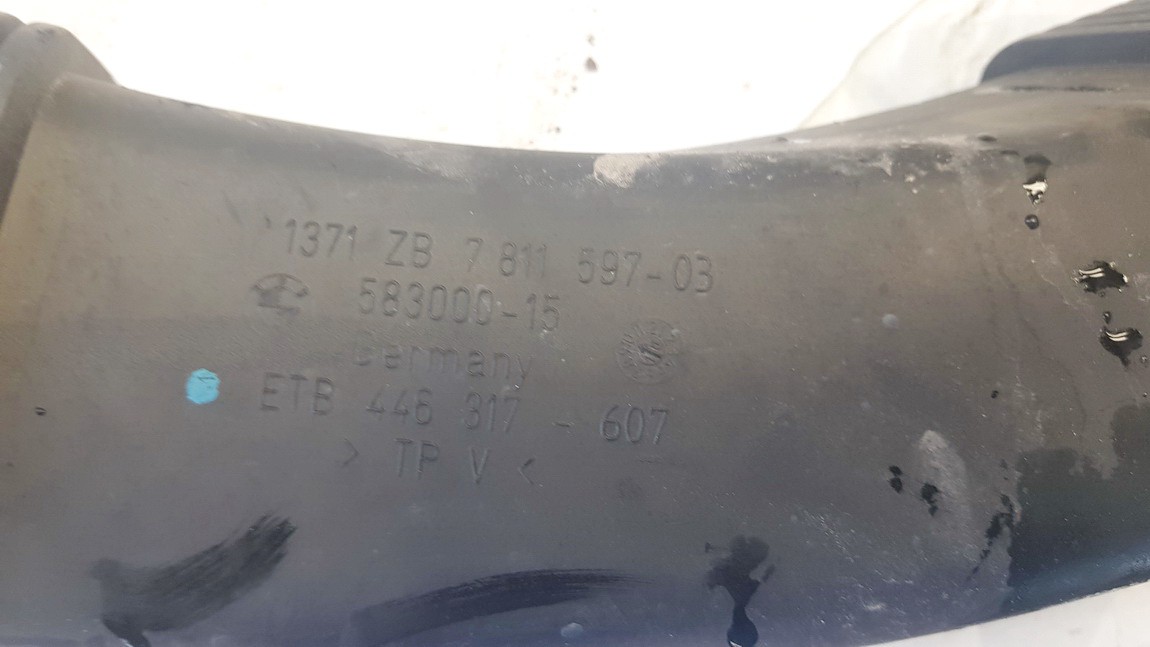 1371 ZB 7 811 597-03
583000-15
Germany
ETB 446 317 - 607
> TP V <